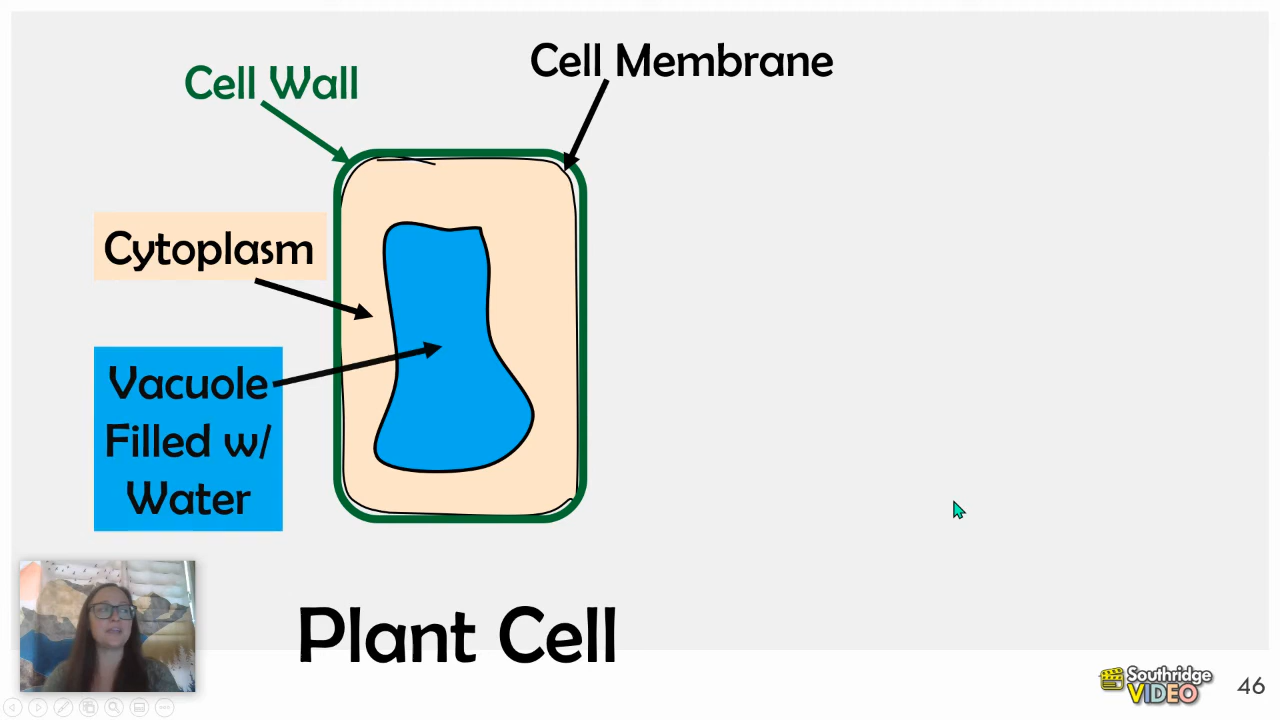 Cell Wall
Cell Membrane
Cytoplasm
Vacuole
Filled w/
Water
Plant Cell
Southridge
VIDEO
46